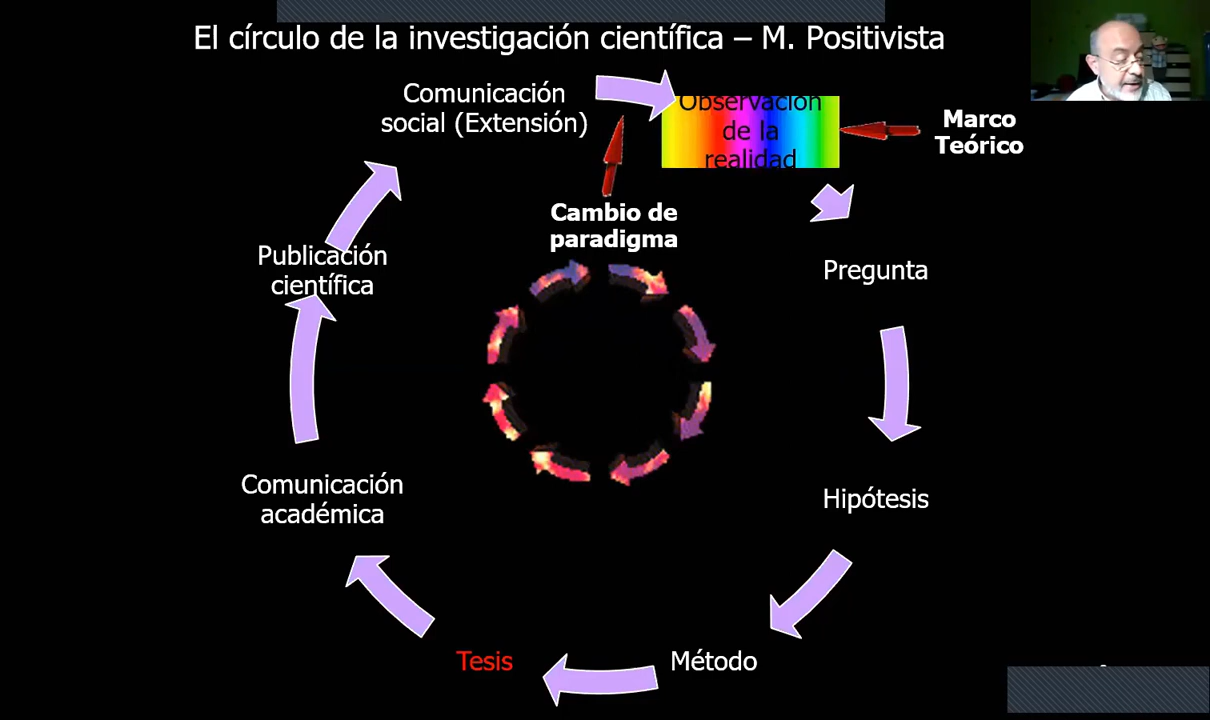 El círculo de la investigación científica – M. Positivista
Comunicación
social (Extensión)
Observación
de la
realidad
Marco
Teórico
Cambio de
paradigma
Publicación
científica
Pregunta
Comunicación
académica
Hipótesis
Tesis
Método